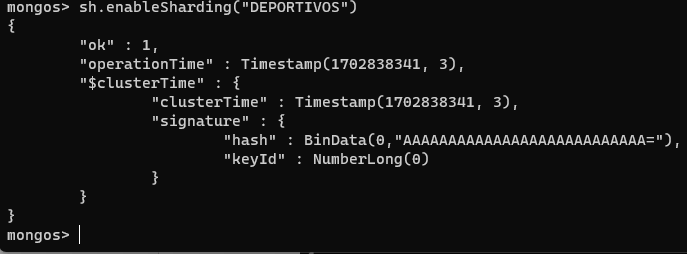 mongos> sh.enableSharding("DEPORTIVOS")
{
        "ok" : 1,
        "operationTime" : Timestamp(1702838341, 3),
        "$clusterTime" : {
                "clusterTime" : Timestamp(1702838341, 3),
                "signature" : {
                        "hash" : BinData(0,"AAAAAAAAAAAAAAAAAAAAAAAAAAA="),
                        "keyId" : NumberLong(0)
                }
        }
}
mongos>